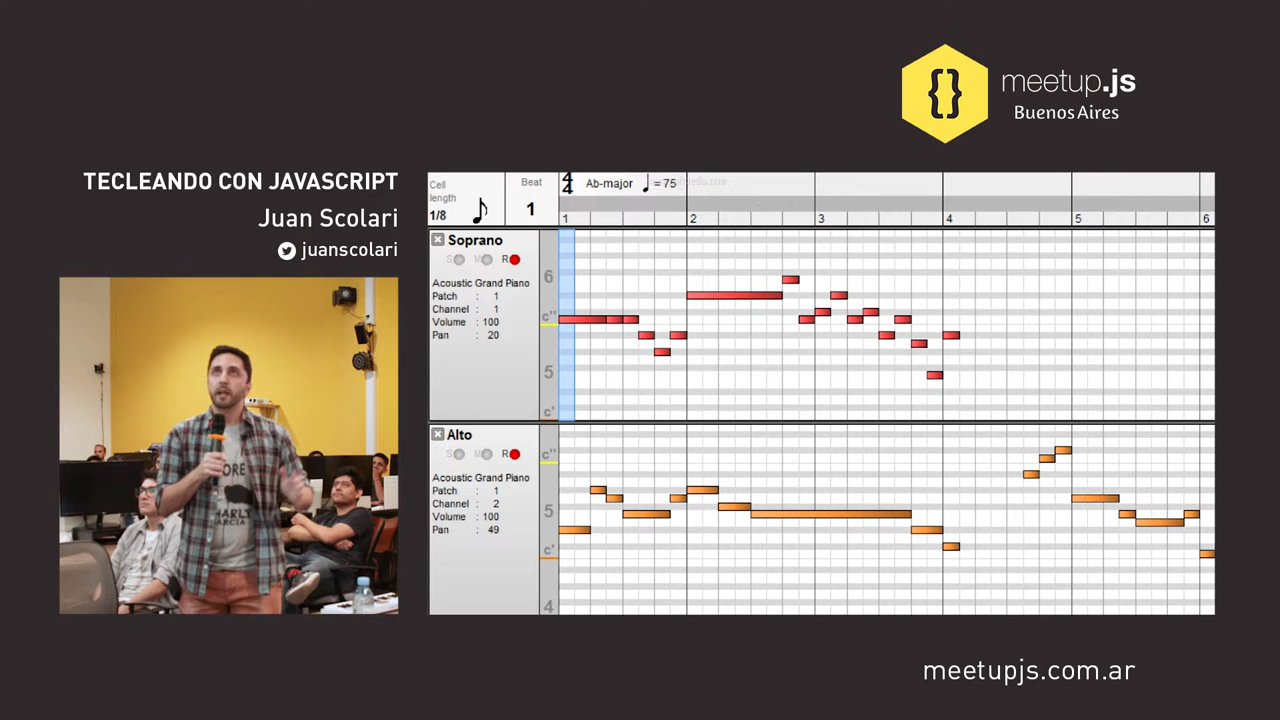 {}
meetup.js
Buenos Aires
TECLEANDO CON JAVASCRIPT
Juan Scolari
juanscolari
Cell length
1/8
Beat
1
4
4
Ab-major
= 75
1 2 3 4 5 6
Soprano
S M R
Acoustic Grand Piano
Patch : 1
Channel : 1
Volume : 100
Pan : 20
6
c''
5
c'
Alto
S M R
Acoustic Grand Piano
Patch : 1
Channel : 2
Volume : 100
Pan : 49
c''
5
c'
4
meetupjs.com.ar